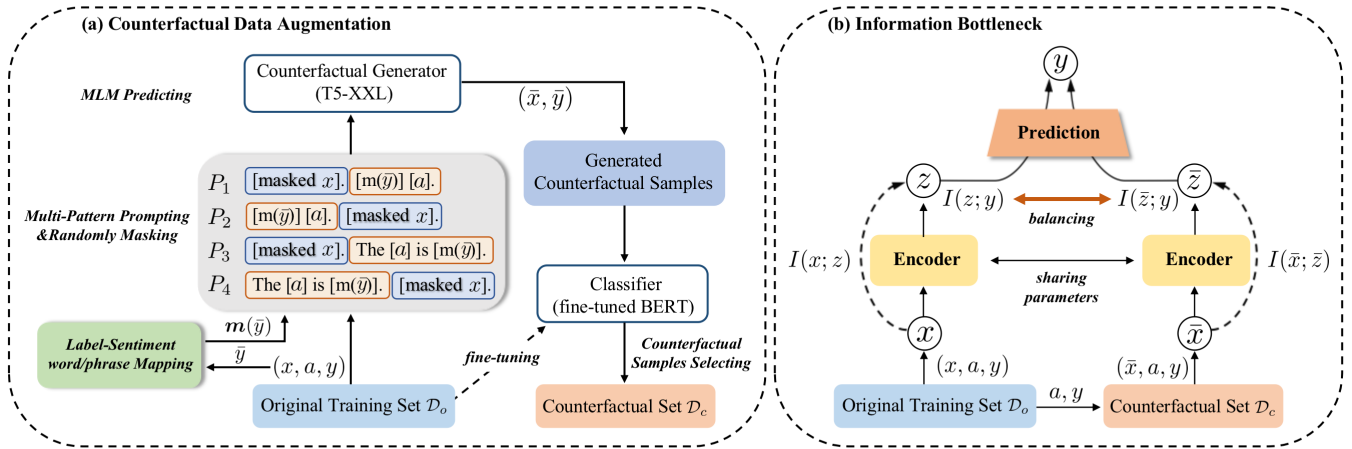 (a) Counterfactual Data Augmentation
MLM Predicting
Counterfactual Generator
(T5-XXL)
(x̄, ȳ)
Multi-Pattern Prompting
&Randomly Masking
P₁ [masked x]. [m(ȳ)] [a].
P₂ [m(ȳ)] [a]. [masked x].
P₃ [masked x]. The [a] is [m(ȳ)].
P₄ The [a] is [m(ȳ)]. [masked x].
Generated
Counterfactual Samples
Classifier
(fine-tuned BERT)
Label-Sentiment
word/phrase Mapping
m(ȳ)
ȳ
(x, a, y)
fine-tuning
Counterfactual
Samples Selecting
Original Training Set 𝒟ₒ
Counterfactual Set 𝒟_c
(b) Information Bottleneck
y
Prediction
z
z̄
I(z; y)
I(z̄; y)
balancing
I(x; z)
Encoder
Encoder
I(x̄; z̄)
sharing
parameters
x
x̄
(x, a, y)
(x̄, a, y)
Original Training Set 𝒟ₒ
a, y
Counterfactual Set 𝒟_c